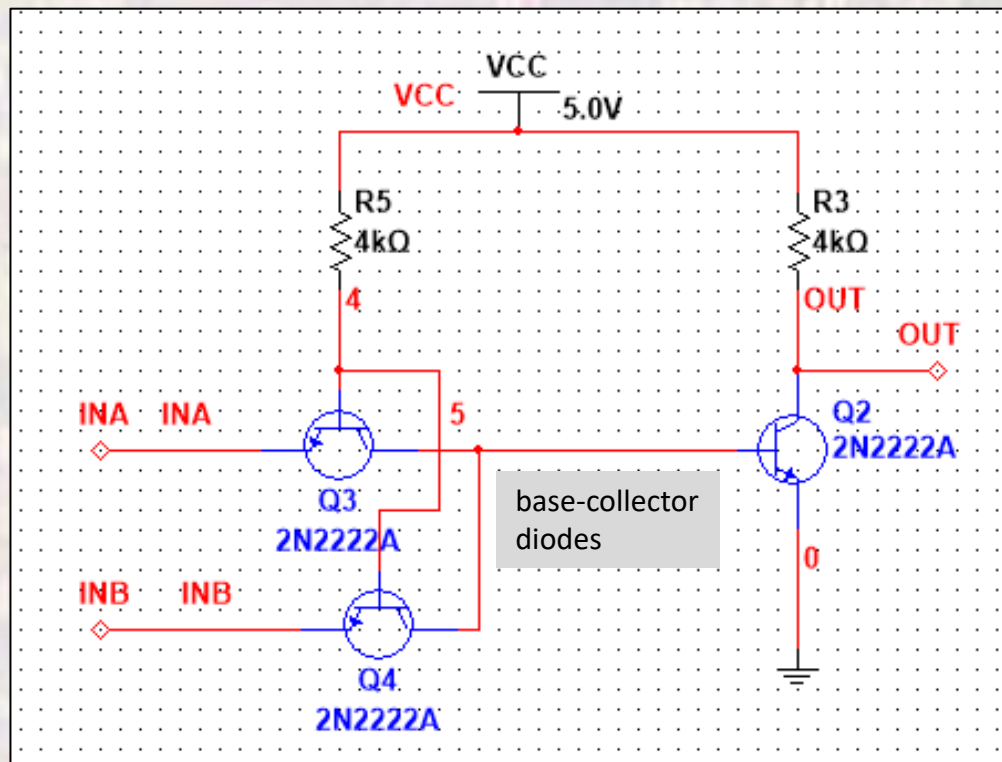 VCC
VCC
5.0V
R5
4kΩ
R3
4kΩ
4
OUT
OUT
INA INA
5
Q2
2N2222A
Q3
2N2222A
base-collector
diodes
0
INB INB
Q4
2N2222A